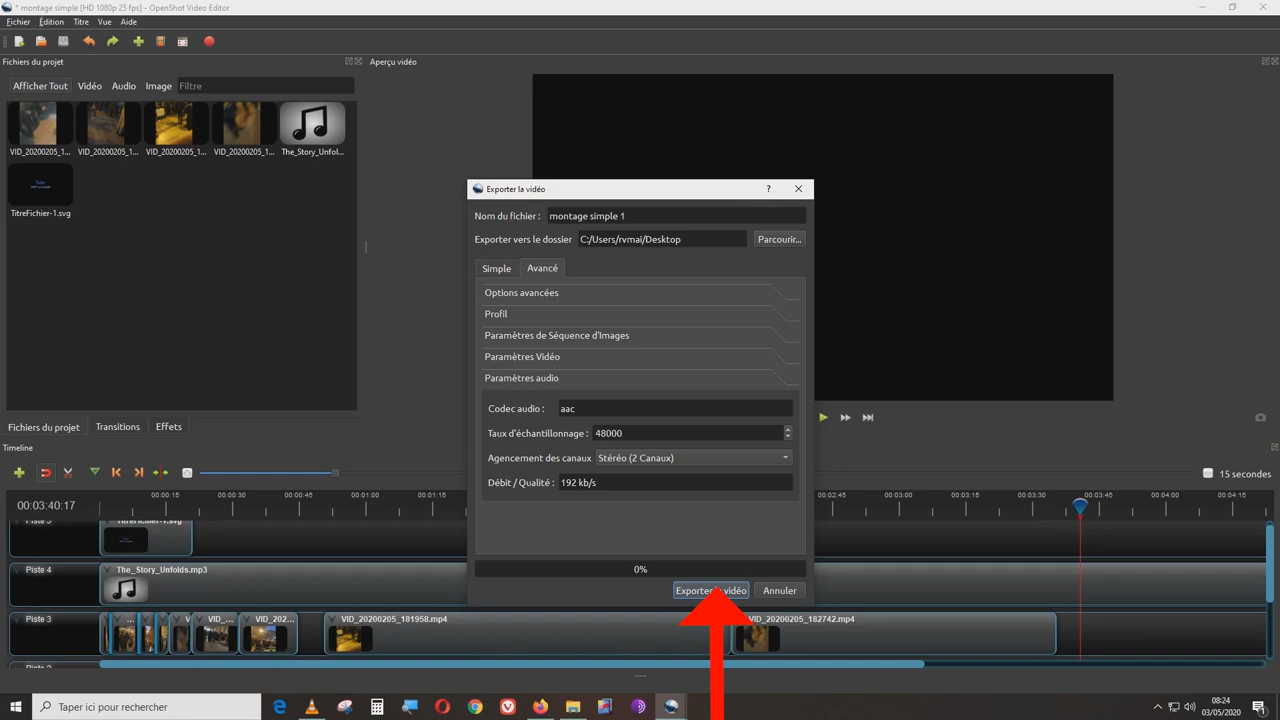 * montage simple [HD 1080p 25 fps] - OpenShot Video Editor
Fichier Édition Titre Vue Aide
Fichiers du projet
Aperçu vidéo
Afficher Tout Vidéo Audio Image Filtre
VID_20200205_1... VID_20200205_1... VID_20200205_1... VID_20200205_1... The_Story_Unfol...
TitreFichier-1.svg
Exporter la vidéo
Nom du fichier : montage simple 1
Exporter vers le dossier C:/Users/rvmai/Desktop Parcourir...
Simple Avancé
Options avancées
Profil
Paramètres de Séquence d'Images
Paramètres Vidéo
Paramètres audio
Codec audio : aac
Taux d'échantillonnage : 48000
Agencement des canaux Stéréo (2 Canaux)
Débit / Qualité : 192 kb/s
0%
Exporter vidéo Annuler
Fichiers du projet Transitions Effets
Timeline
15 secondes
00:03:40:17
00:00:15 00:00:30 00:00:45 00:01:00 00:01:15 00:02:45 00:03:00 00:03:15 00:03:30 00:03:45 00:04:00 00:04:15
TitreFichier-1.svg
Piste 4 The_Story_Unfolds.mp3
Piste 3 ... ... V... VID_... VID_202... VID_20200205_181958.mp4 VID_20200205_182742.mp4
Taper ici pour rechercher
08:24
03/05/2020
1